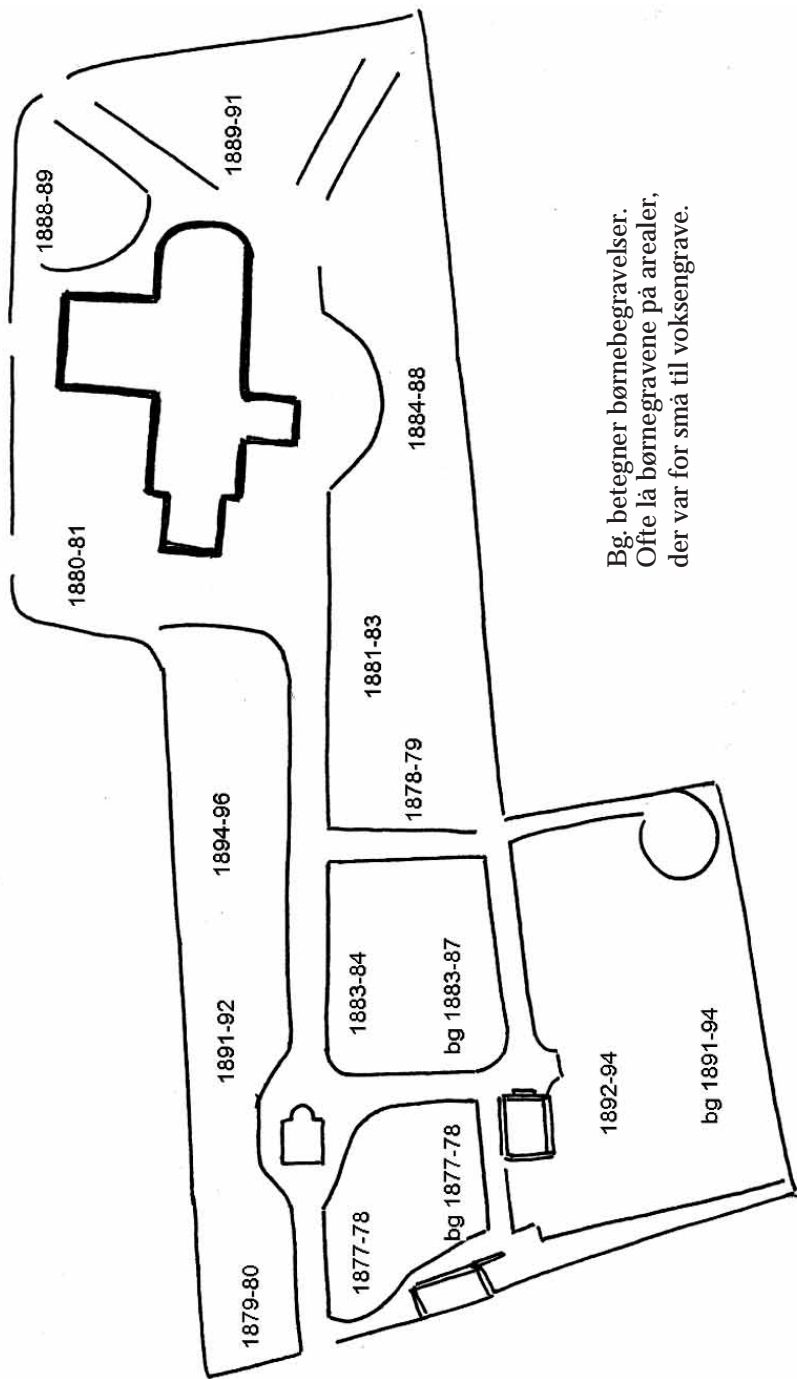 1888-89
1880-81
1879-80
1891-92
1894-96
1889-91
1877-78
1883-84
1881-83
1878-79
1884-88
bg 1877-78
bg 1883-87
1892-94
bg 1891-94
Bg. betegner børnebegravelser.
Ofte lå børnegravene på arealer,
der var for små til voksengrave.